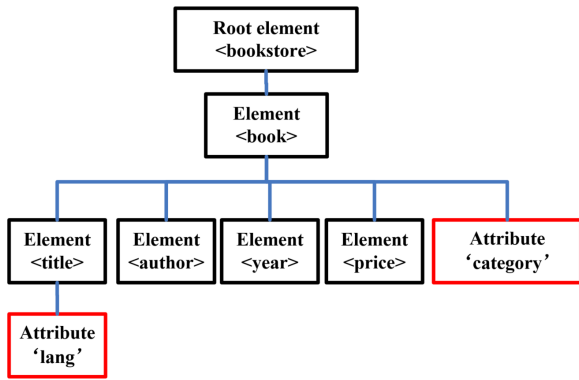 Root element
<bookstore>
Element
<book>
Element
<title>
Element
<author>
Element
<year>
Element
<price>
Attribute
‘category’
Attribute
‘lang’